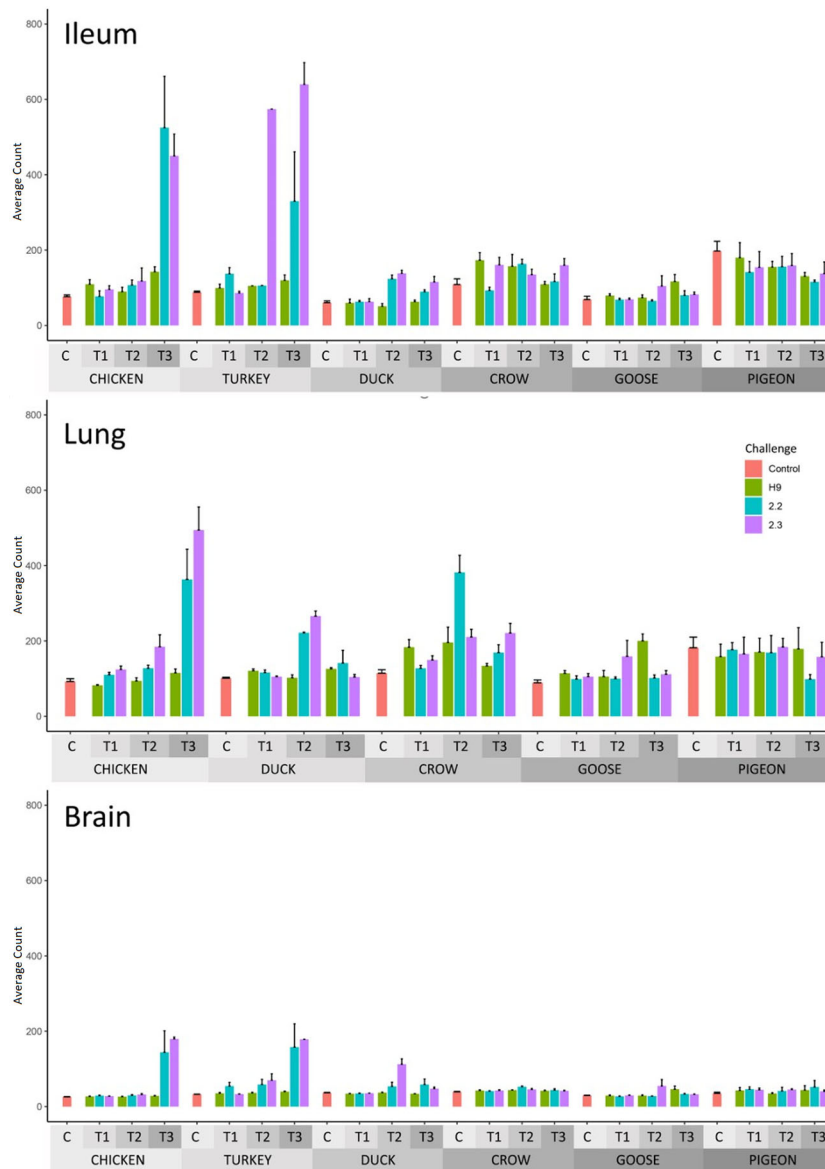 Ileum
800
600
400
200
0
Average Count
C T1 T2 T3 C T1 T2 T3 C T1 T2 T3 C T1 T2 T3 C T1 T2 T3 C T1 T2 T3
CHICKEN TURKEY DUCK CROW GOOSE PIGEON
Lung
800
600
400
200
0
Average Count
Challenge
Control
H9
2.2
2.3
C T1 T2 T3 C T1 T2 T3 C T1 T2 T3 C T1 T2 T3 C T1 T2 T3
CHICKEN DUCK CROW GOOSE PIGEON
Brain
800
600
400
200
0
Average Count
C T1 T2 T3 C T1 T2 T3 C T1 T2 T3 C T1 T2 T3 C T1 T2 T3 C T1 T2 T3
CHICKEN TURKEY DUCK CROW GOOSE PIGEON